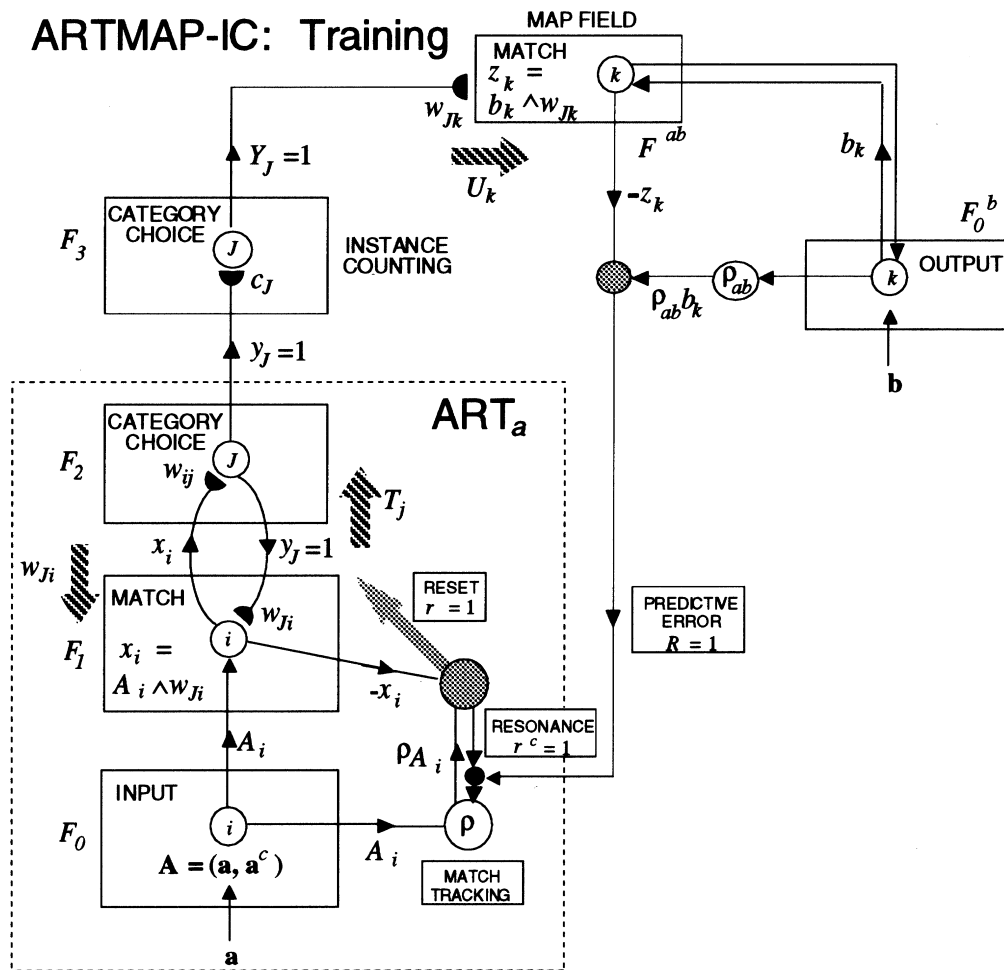 ARTMAP-IC: Training
MAP FIELD
MATCH
z_k =
b_k ∧ w_Jk
k
w_Jk
F^ab
U_k
Y_J = 1
-z_k
b_k
F_0^b
F_3
CATEGORY
CHOICE
J
c_J
INSTANCE
COUNTING
ρ_ab b_k
ρ_ab
k
OUTPUT
b
y_J = 1
ART_a
F_2
CATEGORY
CHOICE
J
w_ij
T_j
x_i
y_J = 1
w_Ji
F_1
MATCH
w_Ji
i
x_i =
A_i ∧ w_Ji
-x_i
RESET
r = 1
PREDICTIVE
ERROR
R = 1
RESONANCE
r^c = 1
A_i
ρA_i
F_0
INPUT
i
A = (a, a^c)
A_i
ρ
MATCH
TRACKING
a